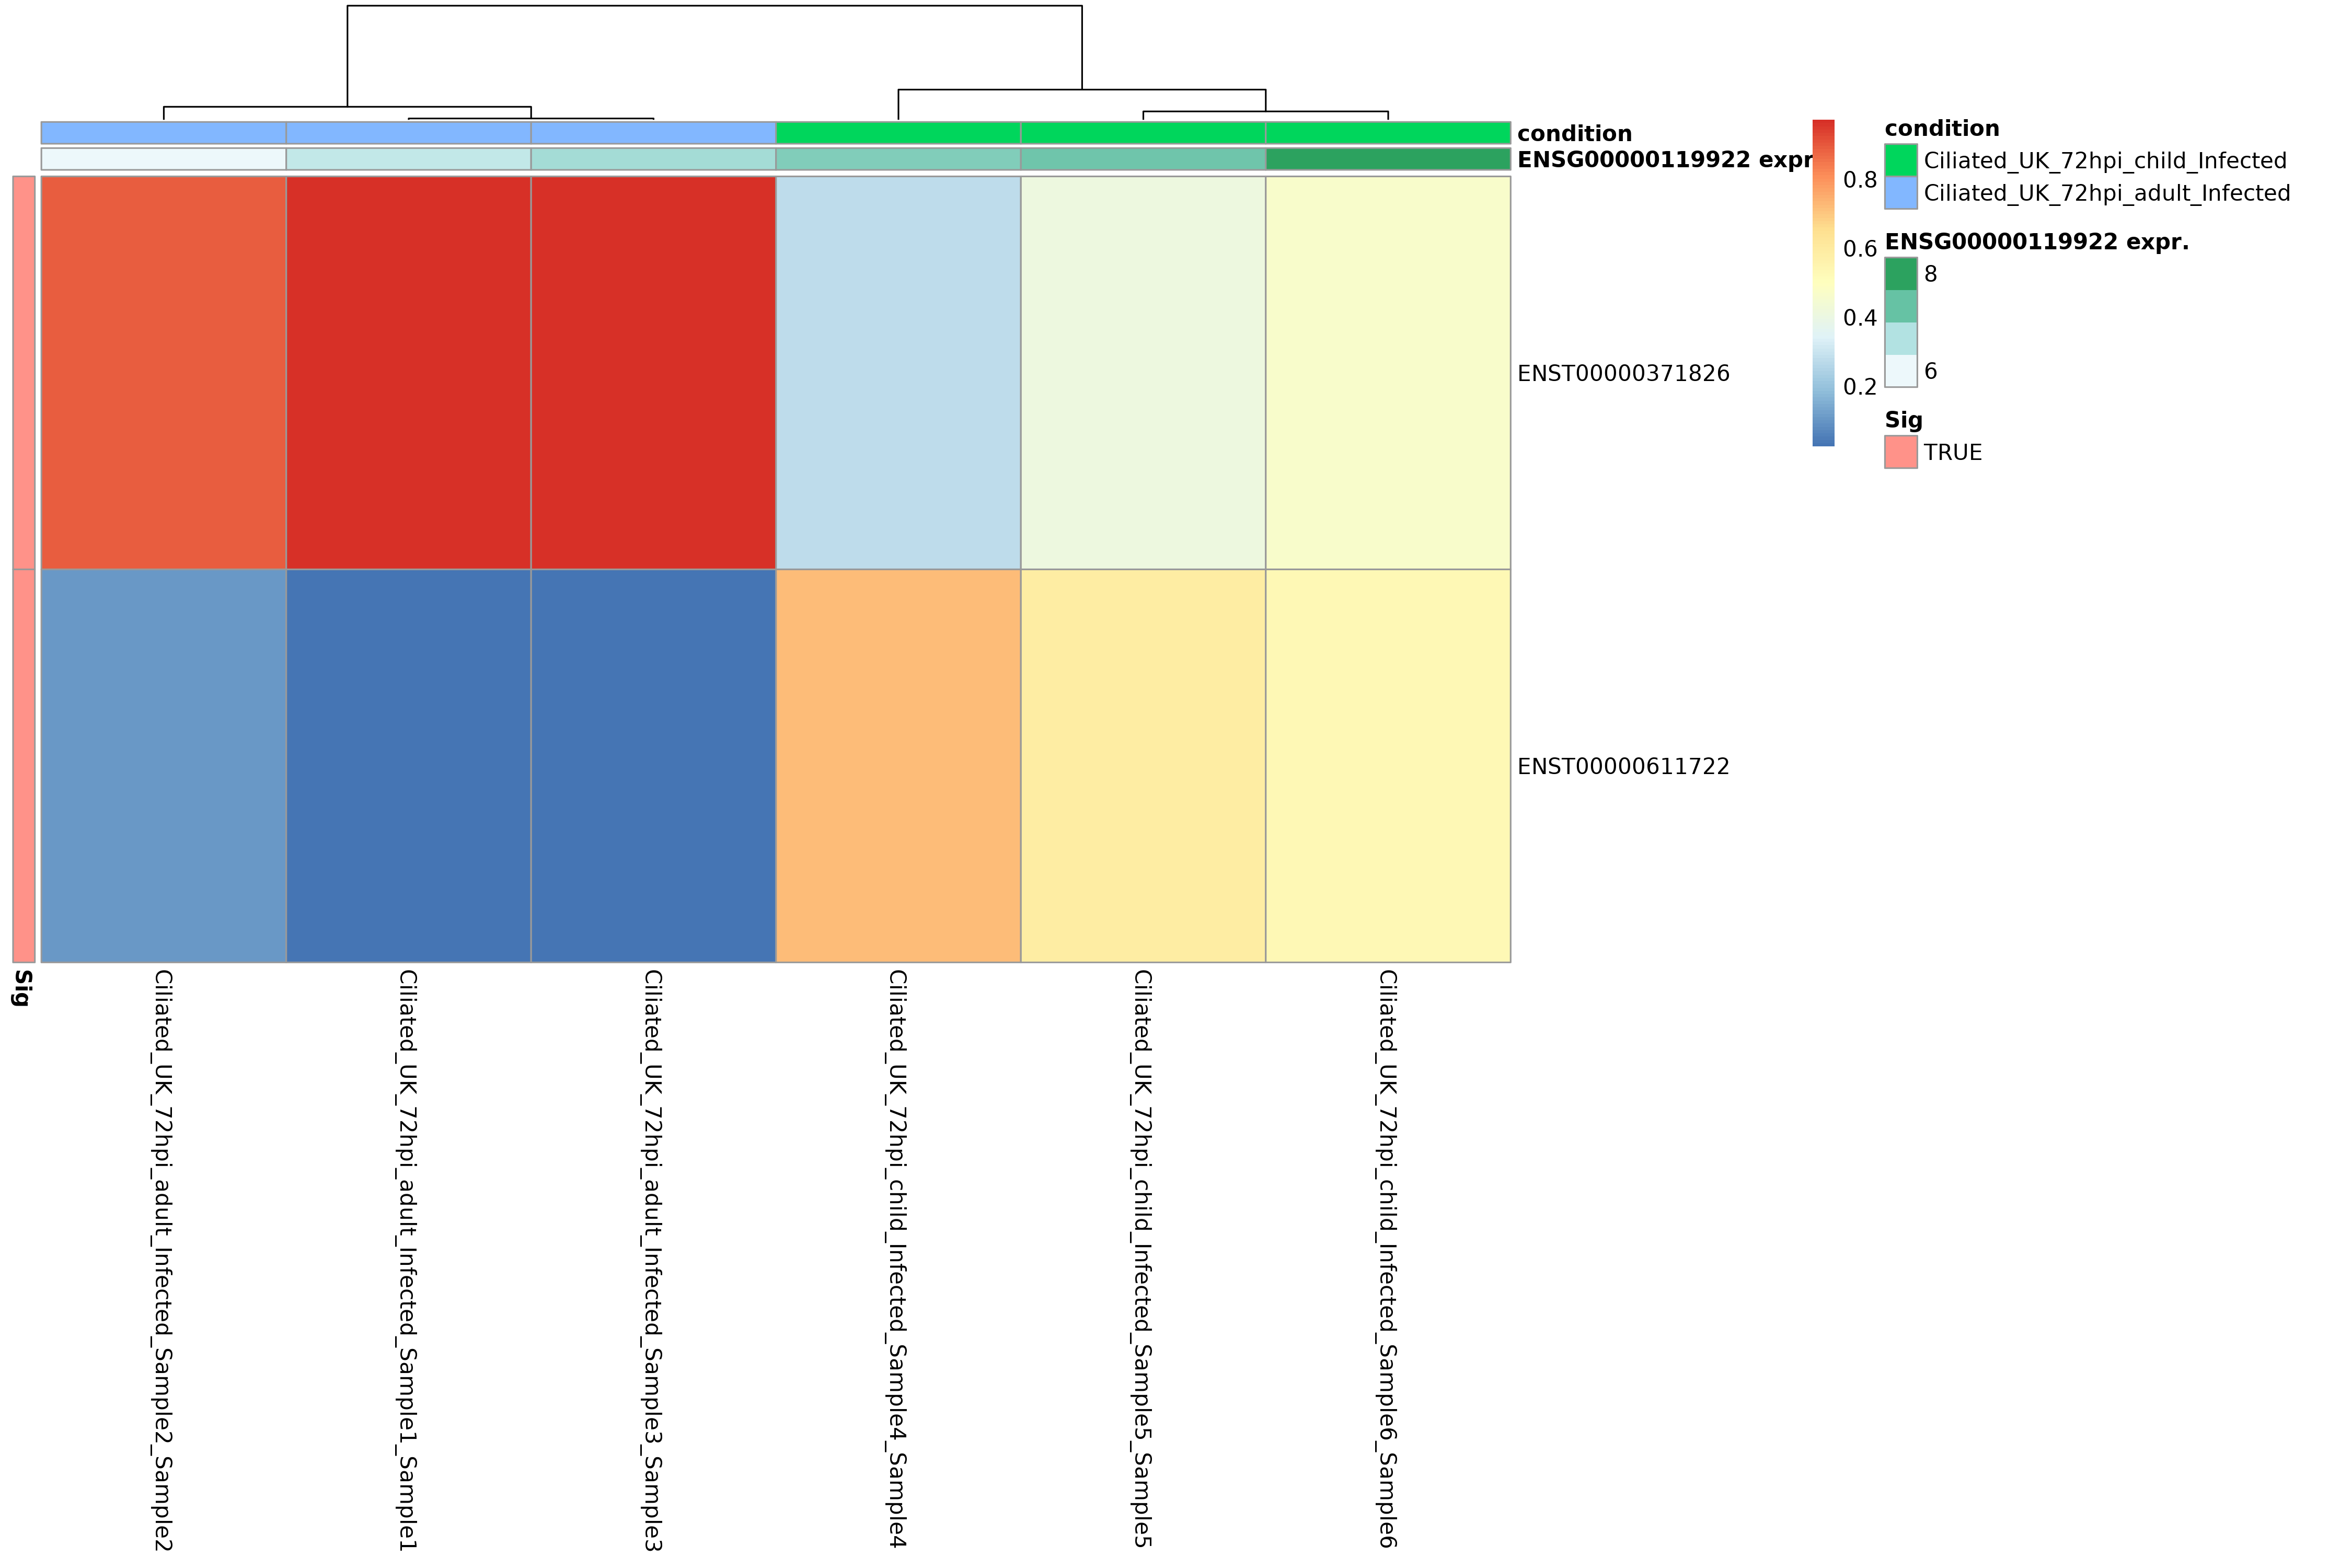 condition
ENSG00000119922 expr
ENST00000371826
ENST00000611722
Sig
Ciliated_UK_72hpi_adult_Infected_Sample2_Sample2
Ciliated_UK_72hpi_adult_Infected_Sample1_Sample1
Ciliated_UK_72hpi_adult_Infected_Sample3_Sample3
Ciliated_UK_72hpi_child_Infected_Sample4_Sample4
Ciliated_UK_72hpi_child_Infected_Sample5_Sample5
Ciliated_UK_72hpi_child_Infected_Sample6_Sample6
0.8
0.6
0.4
0.2
condition
Ciliated_UK_72hpi_child_Infected
Ciliated_UK_72hpi_adult_Infected
ENSG00000119922 expr.
8
6
Sig
TRUE